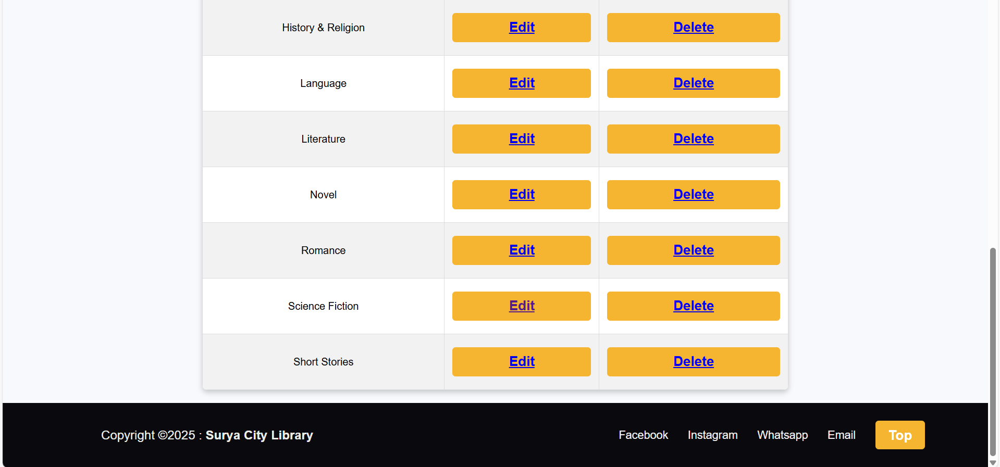 History & Religion Edit Delete
Language Edit Delete
Literature Edit Delete
Novel Edit Delete
Romance Edit Delete
Science Fiction Edit Delete
Short Stories Edit Delete
Copyright ©2025 : Surya City Library Facebook Instagram Whatsapp Email Top